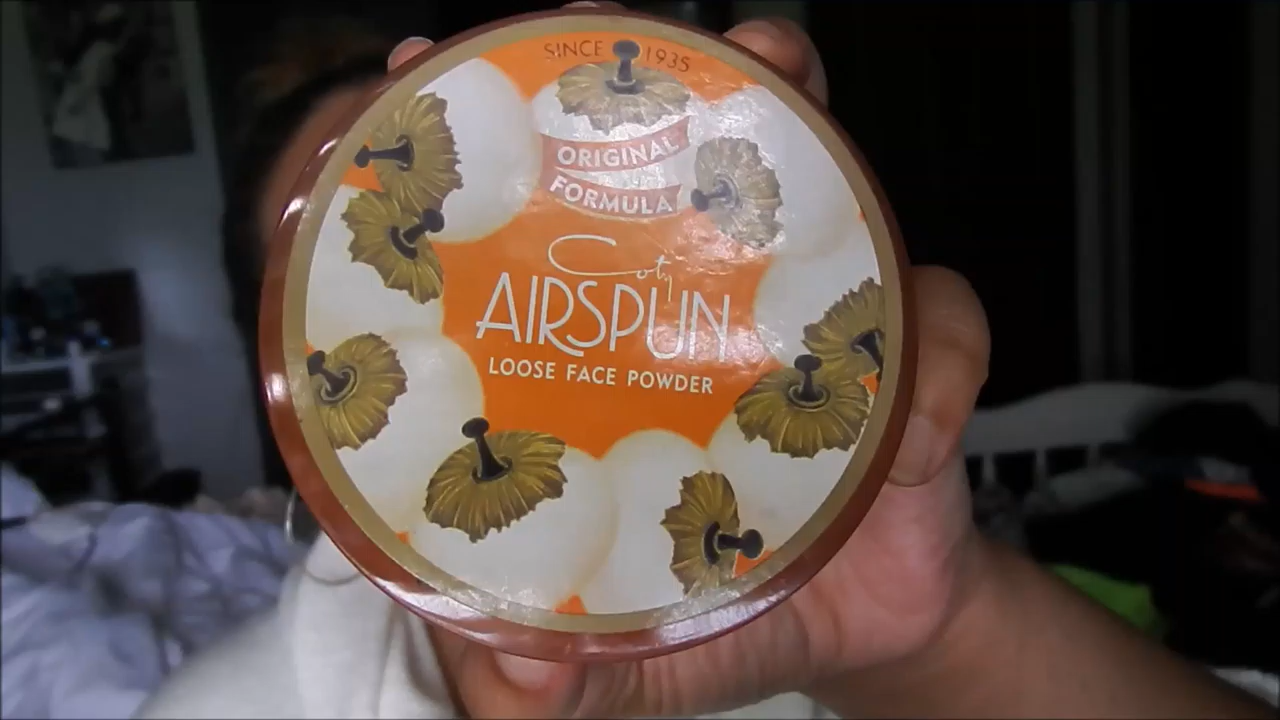 SINCE 1935
ORIGINAL
FORMULA
Coty
AIRSPUN
LOOSE FACE POWDER